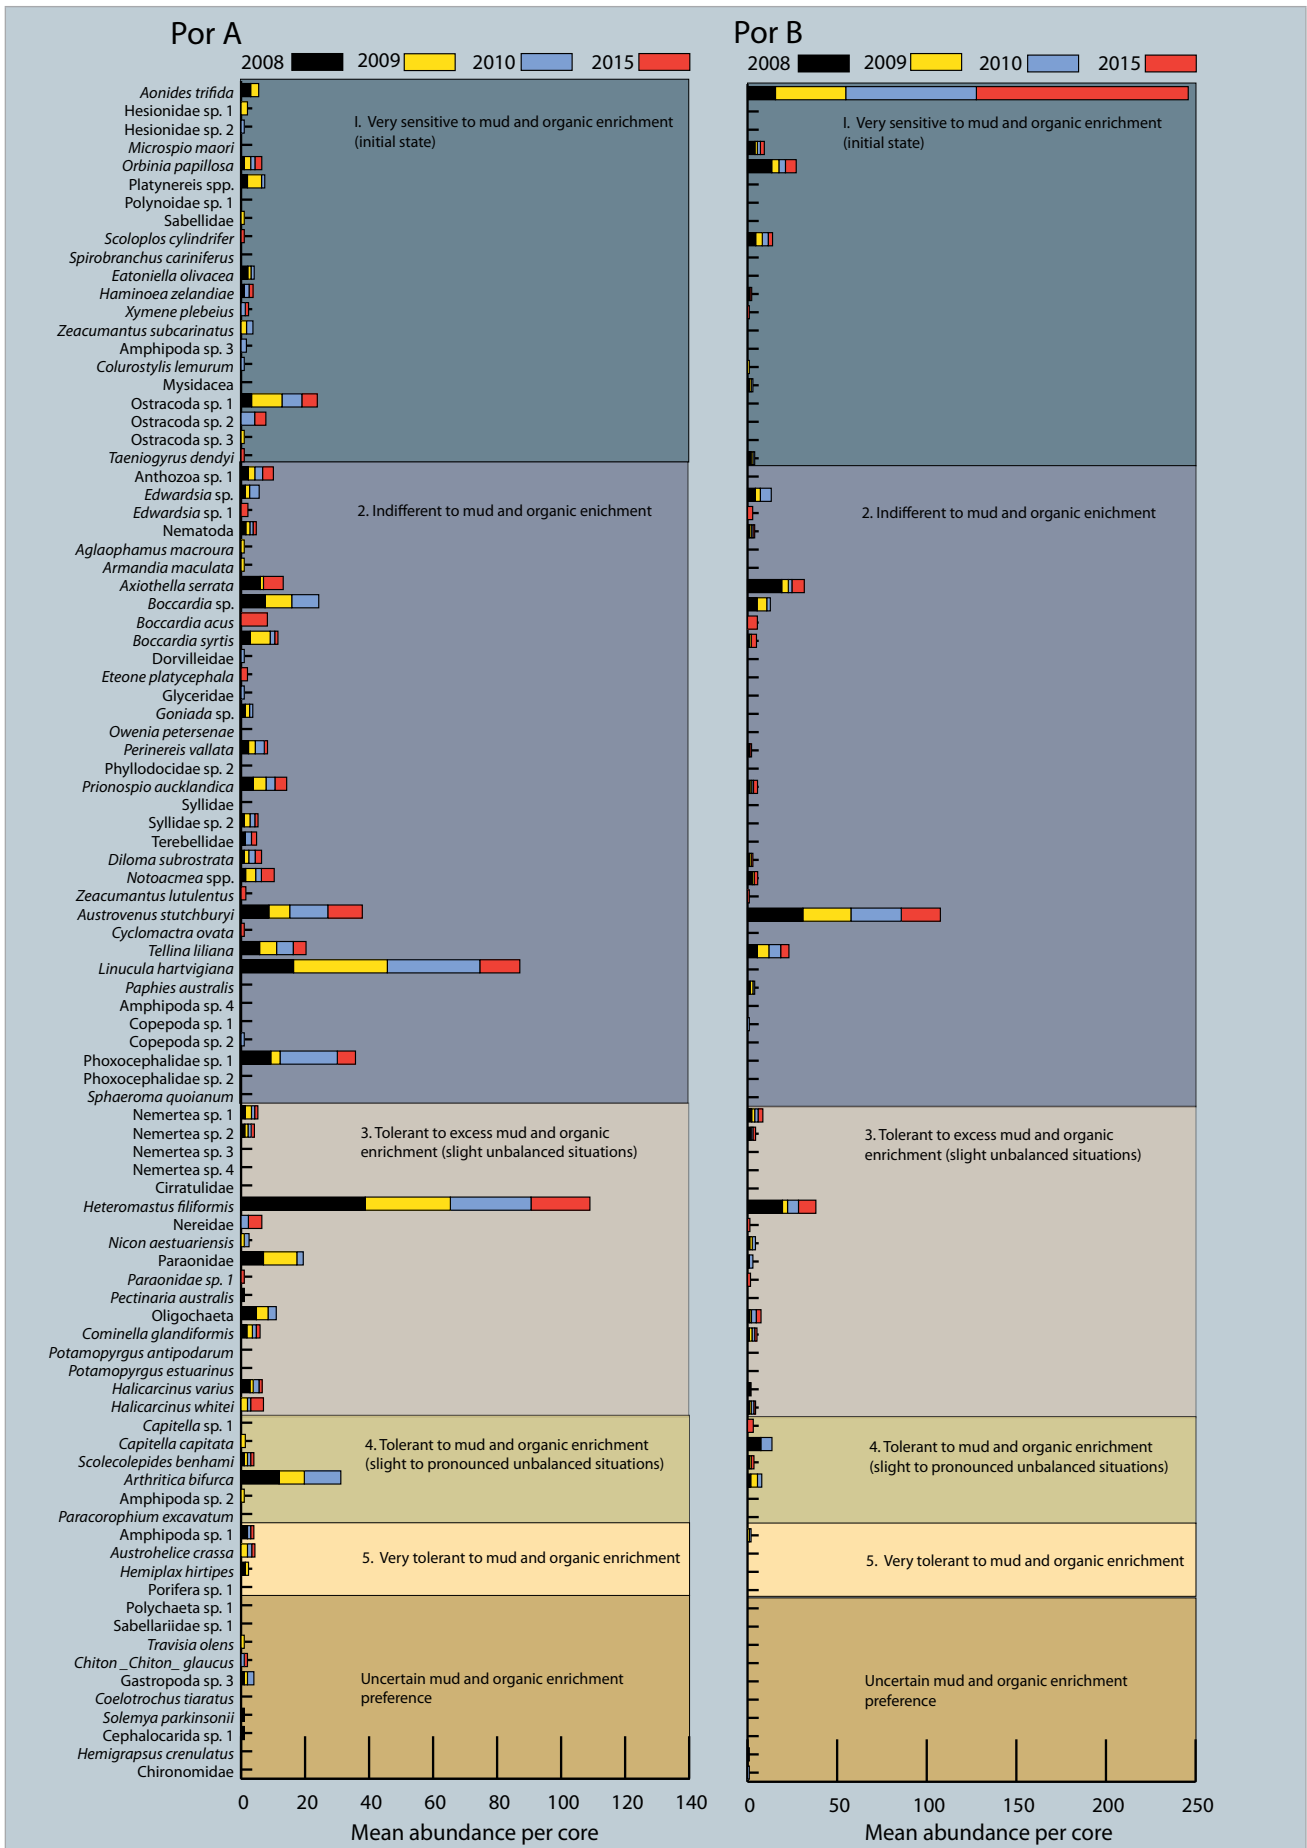 Por A
Por B
2008 2009 2010 2015
2008 2009 2010 2015
Aonides trifida
Hesionidae sp. 1
Hesionidae sp. 2
Microspio maori
Orbinia papillosa
Platynereis spp.
Polynoidae sp. 1
Sabellidae
Scoloplos cylindrifer
Spirobranchus cariniferus
Eatoniella olivacea
Haminoea zelandiae
Xymene plebeius
Zeacumantus subcarinatus
Amphipoda sp. 3
Colurostylis lemurum
Mysidacea
Ostracoda sp. 1
Ostracoda sp. 2
Ostracoda sp. 3
Taeniogyrus dendyi
Anthozoa sp. 1
Edwardsia sp.
Edwardsia sp. 1
Nematoda
Aglaophamus macroura
Armandia maculata
Axiothella serrata
Boccardia sp.
Boccardia acus
Boccardia syrtis
Dorvilleidae
Eteone platycephala
Glyceridae
Goniada sp.
Owenia petersenae
Perinereis vallata
Phyllodocidae sp. 2
Prionospio aucklandica
Syllidae
Syllidae sp. 2
Terebellidae
Diloma subrostrata
Notoacmea spp.
Zeacumantus lutulentus
Austrovenus stutchburyi
Cyclomactra ovata
Tellina liliana
Linucula hartvigiana
Paphies australis
Amphipoda sp. 4
Copepoda sp. 1
Copepoda sp. 2
Phoxocephalidae sp. 1
Phoxocephalidae sp. 2
Sphaeroma quoianum
Nemertea sp. 1
Nemertea sp. 2
Nemertea sp. 3
Nemertea sp. 4
Cirratulidae
Heteromastus filiformis
Nereidae
Nicon aestuariensis
Paraonidae
Paraonidae sp. 1
Pectinaria australis
Oligochaeta
Cominella glandiformis
Potamopyrgus antipodarum
Potamopyrgus estuarinus
Halicarcinus varius
Halicarcinus whitei
Capitella sp. 1
Capitella capitata
Scolecolepides benhami
Arthritica bifurca
Amphipoda sp. 2
Paracorophium excavatum
Amphipoda sp. 1
Austrohelice crassa
Hemiplax hirtipes
Porifera sp. 1
Polychaeta sp. 1
Sabellariidae sp. 1
Travisia olens
Chiton _Chiton_ glaucus
Gastropoda sp. 3
Coelotrochus tiaratus
Solemya parkinsonii
Cephalocarida sp. 1
Hemigrapsus crenulatus
Chironomidae
I. Very sensitive to mud and organic enrichment
(initial state)
2. Indifferent to mud and organic enichment
3. Tolerant to excess mud and organic
enrichment (slight unbalanced situations)
4. Tolerant to mud and organic enrichment
(slight to pronounced unbalanced situations)
5. Very tolerant to mud and organic enrichment
Uncertain mud and organic enrichment
preference
0 20 40 60 80 100 120 140
Mean abundance per core
I. Very sensitive to mud and organic enrichment
(initial state)
2. Indifferent to mud and organic enrichment
3. Tolerant to excess mud and organic
enrichment (slight unbalanced situations)
4. Tolerant to mud and organic enrichment
(slight to pronounced unbalanced situations)
5. Very tolerant to mud and organic enrichment
Uncertain mud and organic enrichment
preference
0 50 100 150 200 250
Mean abundance per core